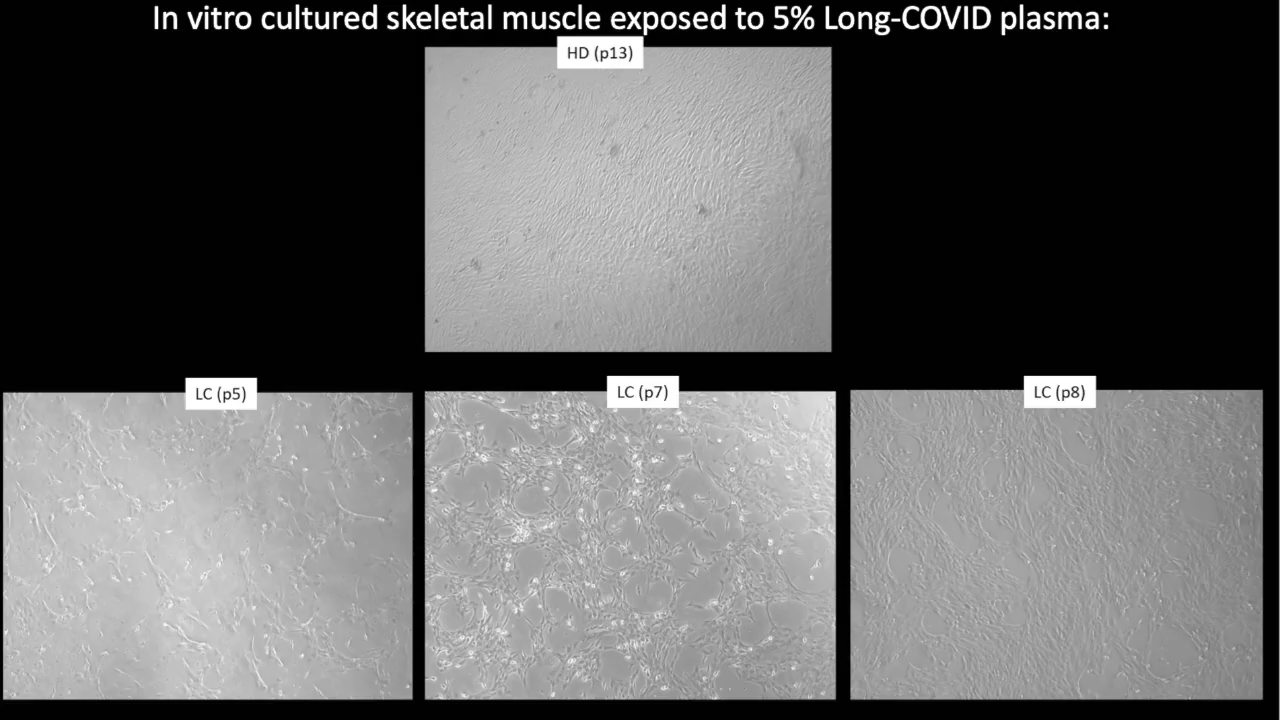 In vitro cultured skeletal muscle exposed to 5% Long-COVID plasma:
HD (p13)
LC (p5)
LC (p7)
LC (p8)